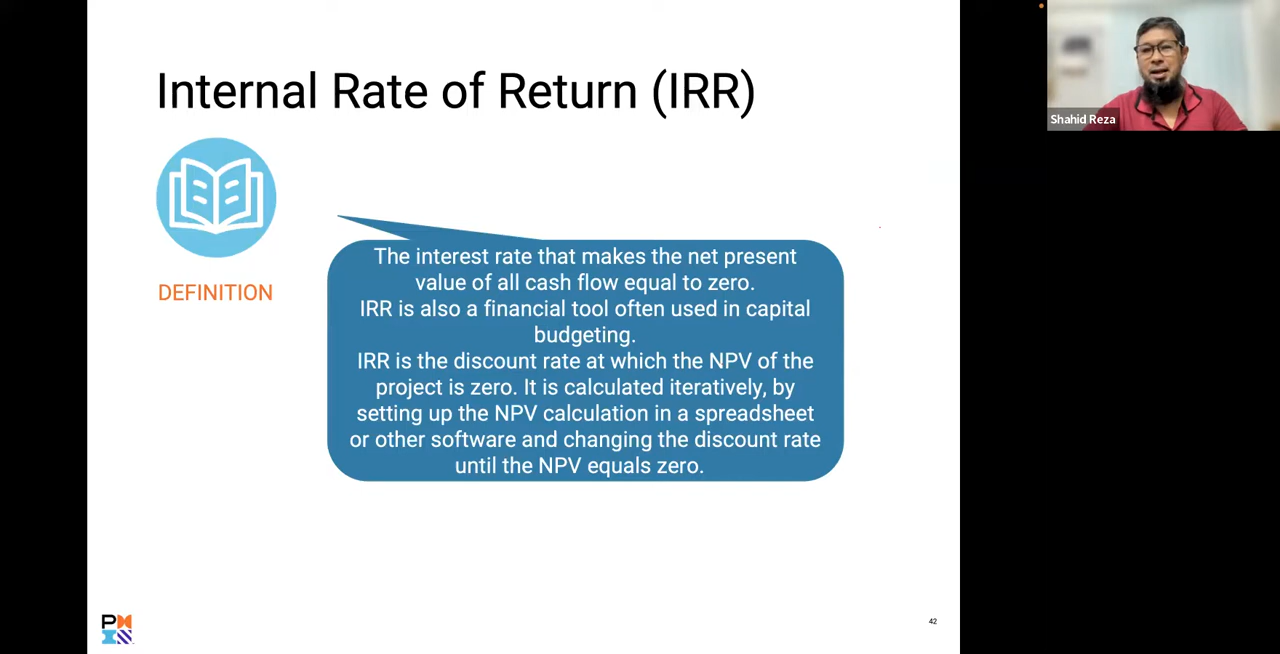 Internal Rate of Return (IRR)
Shahid Reza
DEFINITION
The interest rate that makes the net present
value of all cash flow equal to zero.
IRR is also a financial tool often used in capital
budgeting.
IRR is the discount rate at which the NPV of the
project is zero. It is calculated iteratively, by
setting up the NPV calculation in a spreadsheet
or other software and changing the discount rate
until the NPV equals zero.
42